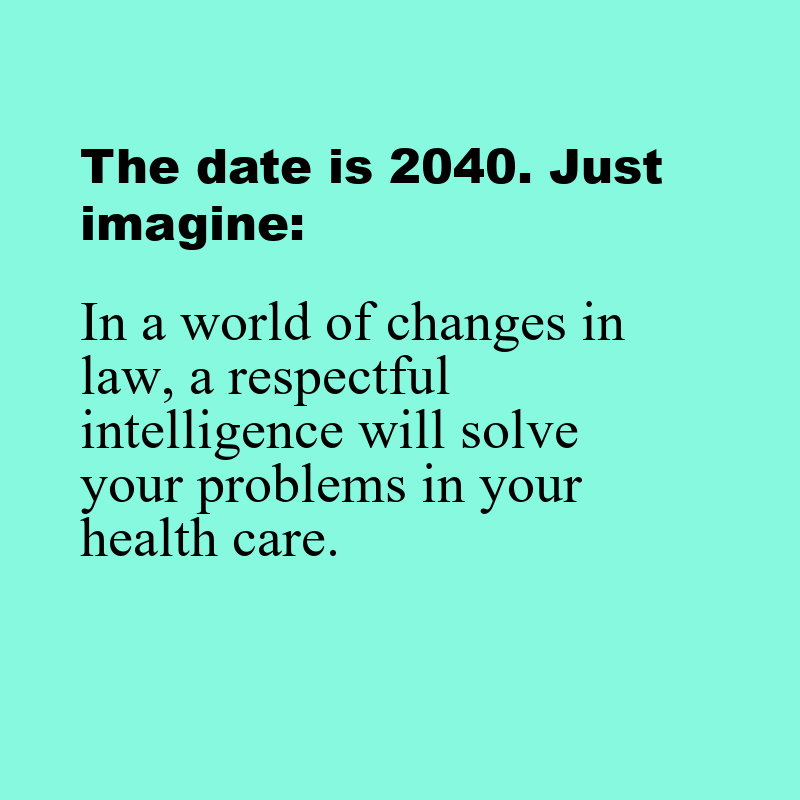 The date is 2040. Just
imagine:
In a world of changes in
law, a respectful
intelligence will solve
your problems in your
health care.